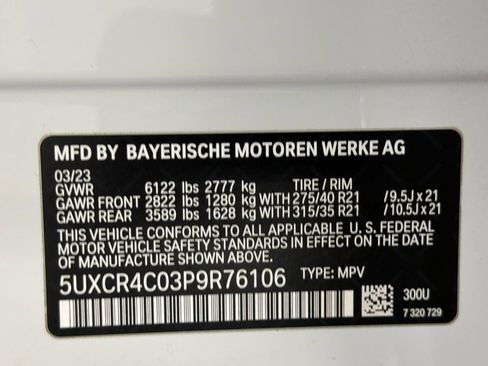 MFD BY BAYERISCHE MOTOREN WERKE AG
03/23
GVWR 6122 lbs 2777 kg TIRE / RIM
GAWR FRONT 2822 lbs 1280 kg WITH 275/40 R21 / 9.5J x 21
GAWR REAR 3589 lbs 1628 kg WITH 315/35 R21 / 10.5J x 21
THIS VEHICLE CONFORMS TO ALL APPLICABLE U. S. FEDERAL
MOTOR VEHICLE SAFETY STANDARDS IN EFFECT ON THE DATE
OF MANUFACTURE SHOWN ABOVE.
5UXCR4C03P9R76106 TYPE: MPV
300U
7 320 729